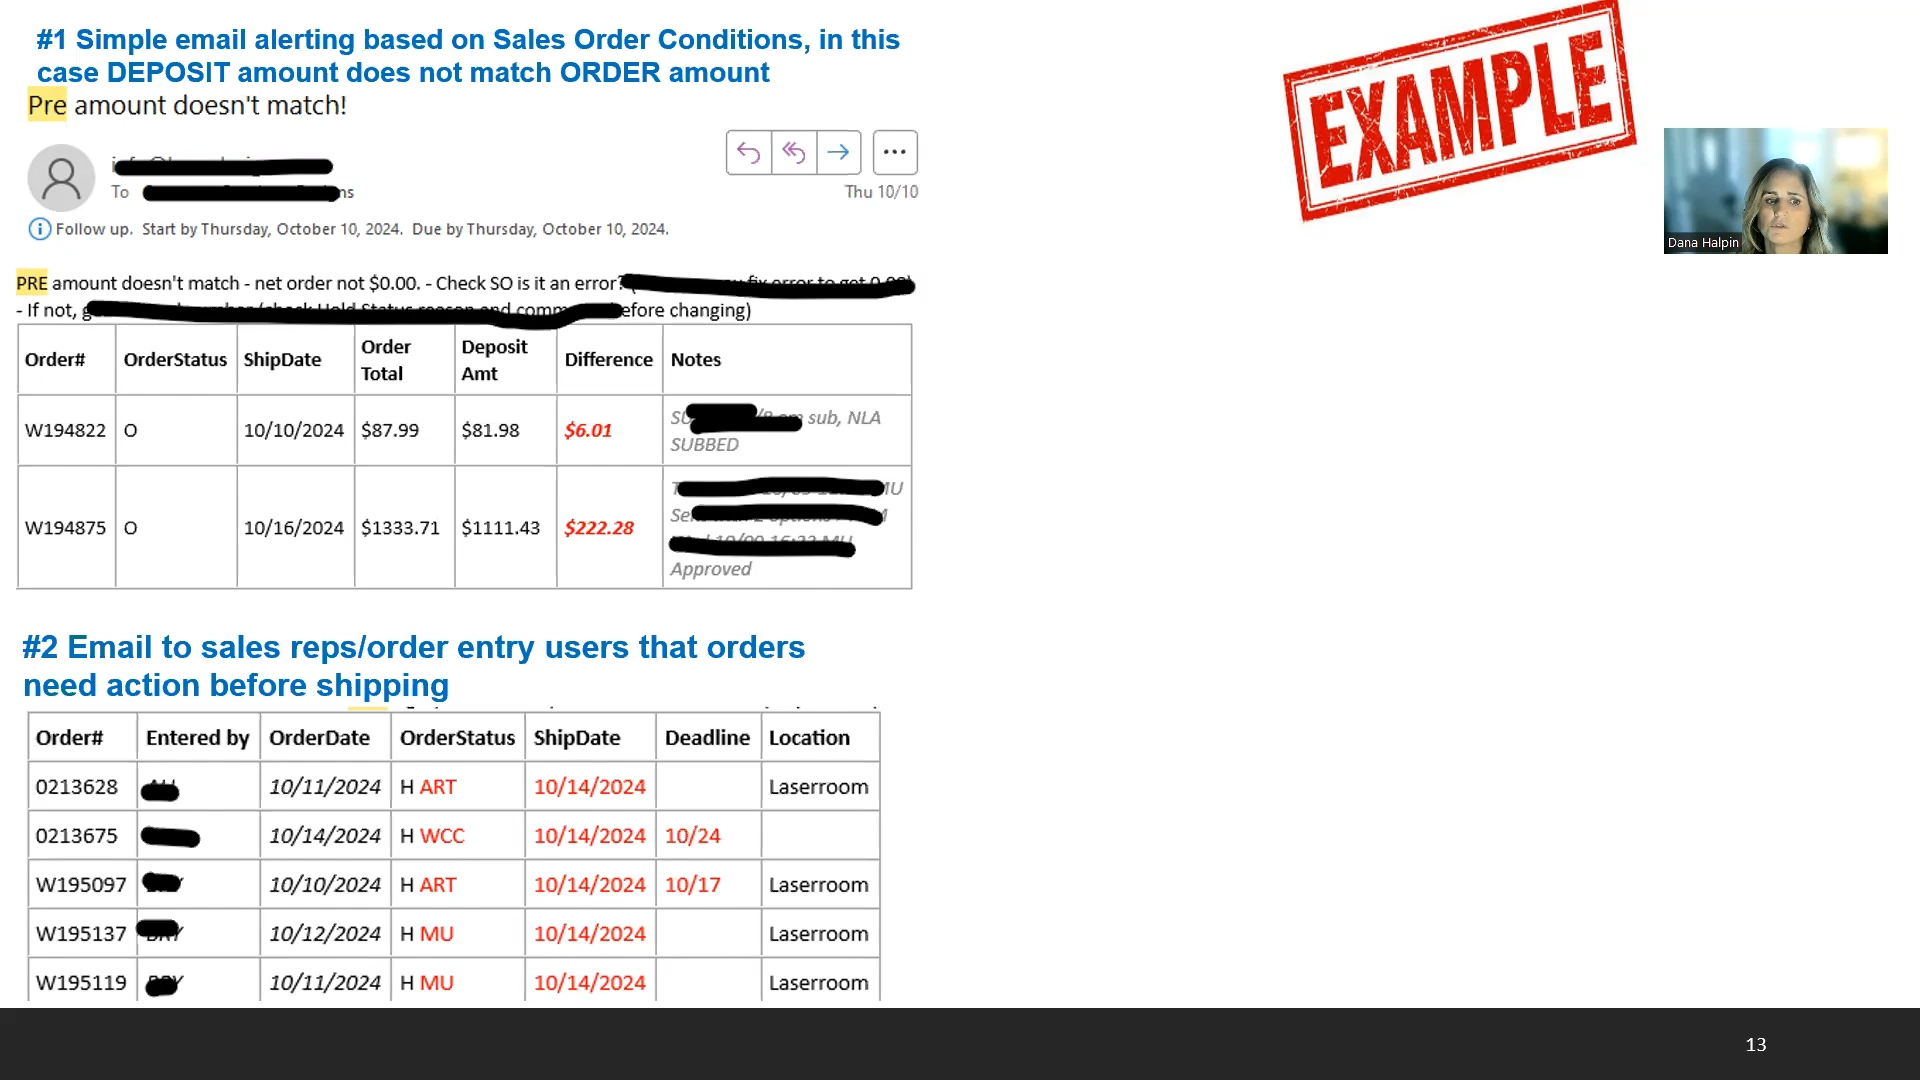 #1 Simple email alerting based on Sales Order Conditions, in this
case DEPOSIT amount does not match ORDER amount
Pre amount doesn't match!
EXAMPLE
To
Thu 10/10
Follow up. Start by Thursday, October 10, 2024. Due by Thursday, October 10, 2024.
Dana Halpin
PRE amount doesn't match - net order not $0.00. - Check SO is it an error?
- If not, before changing)
Order# OrderStatus ShipDate Order Total Deposit Amt Difference Notes
W194822 O 10/10/2024 $87.99 $81.98 $6.01 sub, NLA
SUBBED
W194875 O 10/16/2024 $1333.71 $1111.43 $222.28
Approved
#2 Email to sales reps/order entry users that orders
need action before shipping
Order# Entered by OrderDate OrderStatus ShipDate Deadline Location
0213628 10/11/2024 H ART 10/14/2024 Laserroom
0213675 10/14/2024 H WCC 10/14/2024 10/24
W195097 10/10/2024 H ART 10/14/2024 10/17 Laserroom
W195137 10/12/2024 H MU 10/14/2024 Laserroom
W195119 10/11/2024 H MU 10/14/2024 Laserroom
13